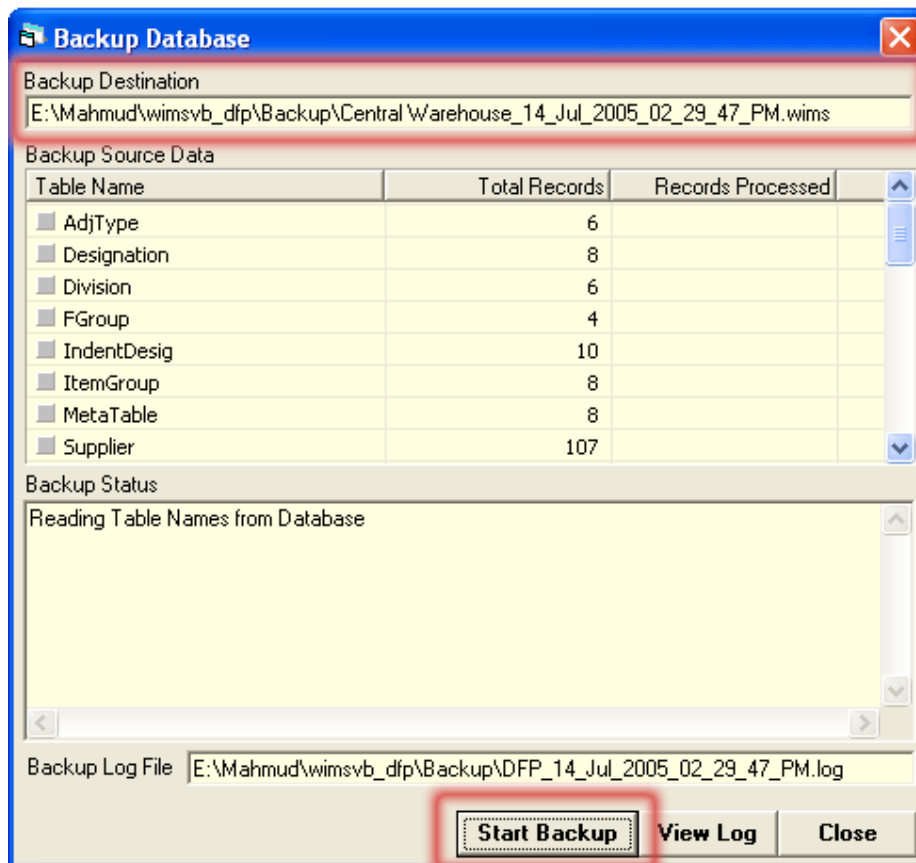 Backup Database
Backup Destination
E:\Mahmud\wimsvb_dfp\Backup\Central Warehouse_14_Jul_2005_02_29_47_PM.wims
Backup Source Data
Table Name Total Records Records Processed
AdjType 6
Designation 8
Division 6
FGroup 4
IndentDesig 10
ItemGroup 8
MetaTable 8
Supplier 107
Backup Status
Reading Table Names from Database
Backup Log File E:\Mahmud\wimsvb_dfp\Backup\DFP_14_Jul_2005_02_29_47_PM.log
Start Backup View Log Close